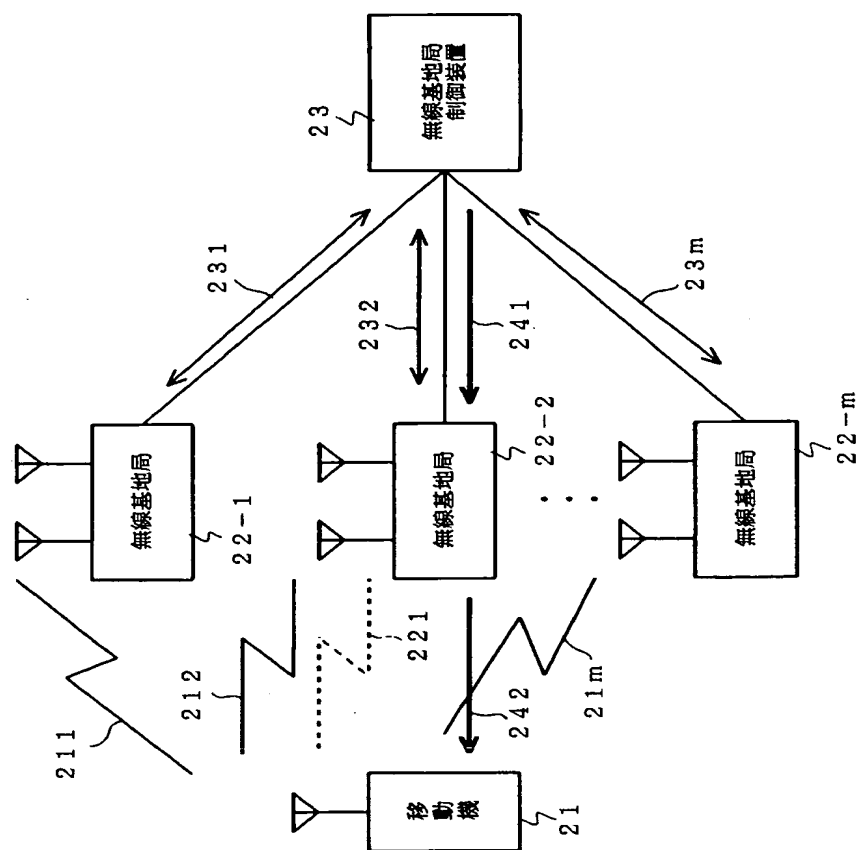 211
212
221
242
21m
移動機
21
無線基地局
22-1
無線基地局
22-2
・・・
無線基地局
22-m
231
232
241
23m
23
無線基地局
制御装置